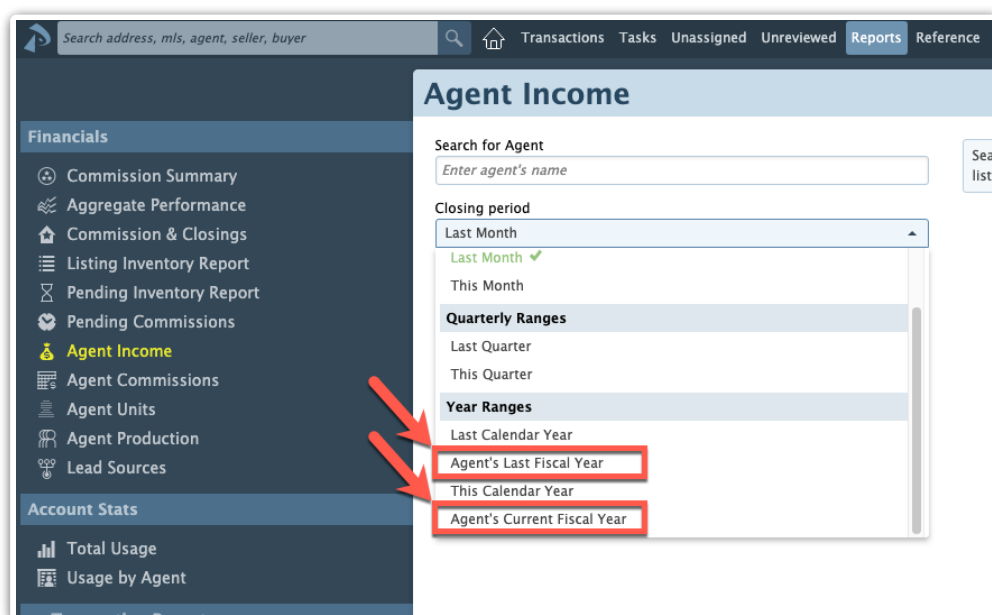 Search address, mls, agent, seller, buyer
Transactions Tasks Unassigned Unreviewed Reports Reference
Agent Income
Financials
Commission Summary
Aggregate Performance
Commission & Closings
Listing Inventory Report
Pending Inventory Report
Pending Commissions
Agent Income
Agent Commissions
Agent Units
Agent Production
Lead Sources
Account Stats
Total Usage
Usage by Agent
Search for Agent
Enter agent's name
Closing period
Last Month
Last Month
This Month
Quarterly Ranges
Last Quarter
This Quarter
Year Ranges
Last Calendar Year
Agent's Last Fiscal Year
This Calendar Year
Agent's Current Fiscal Year
Sea
list